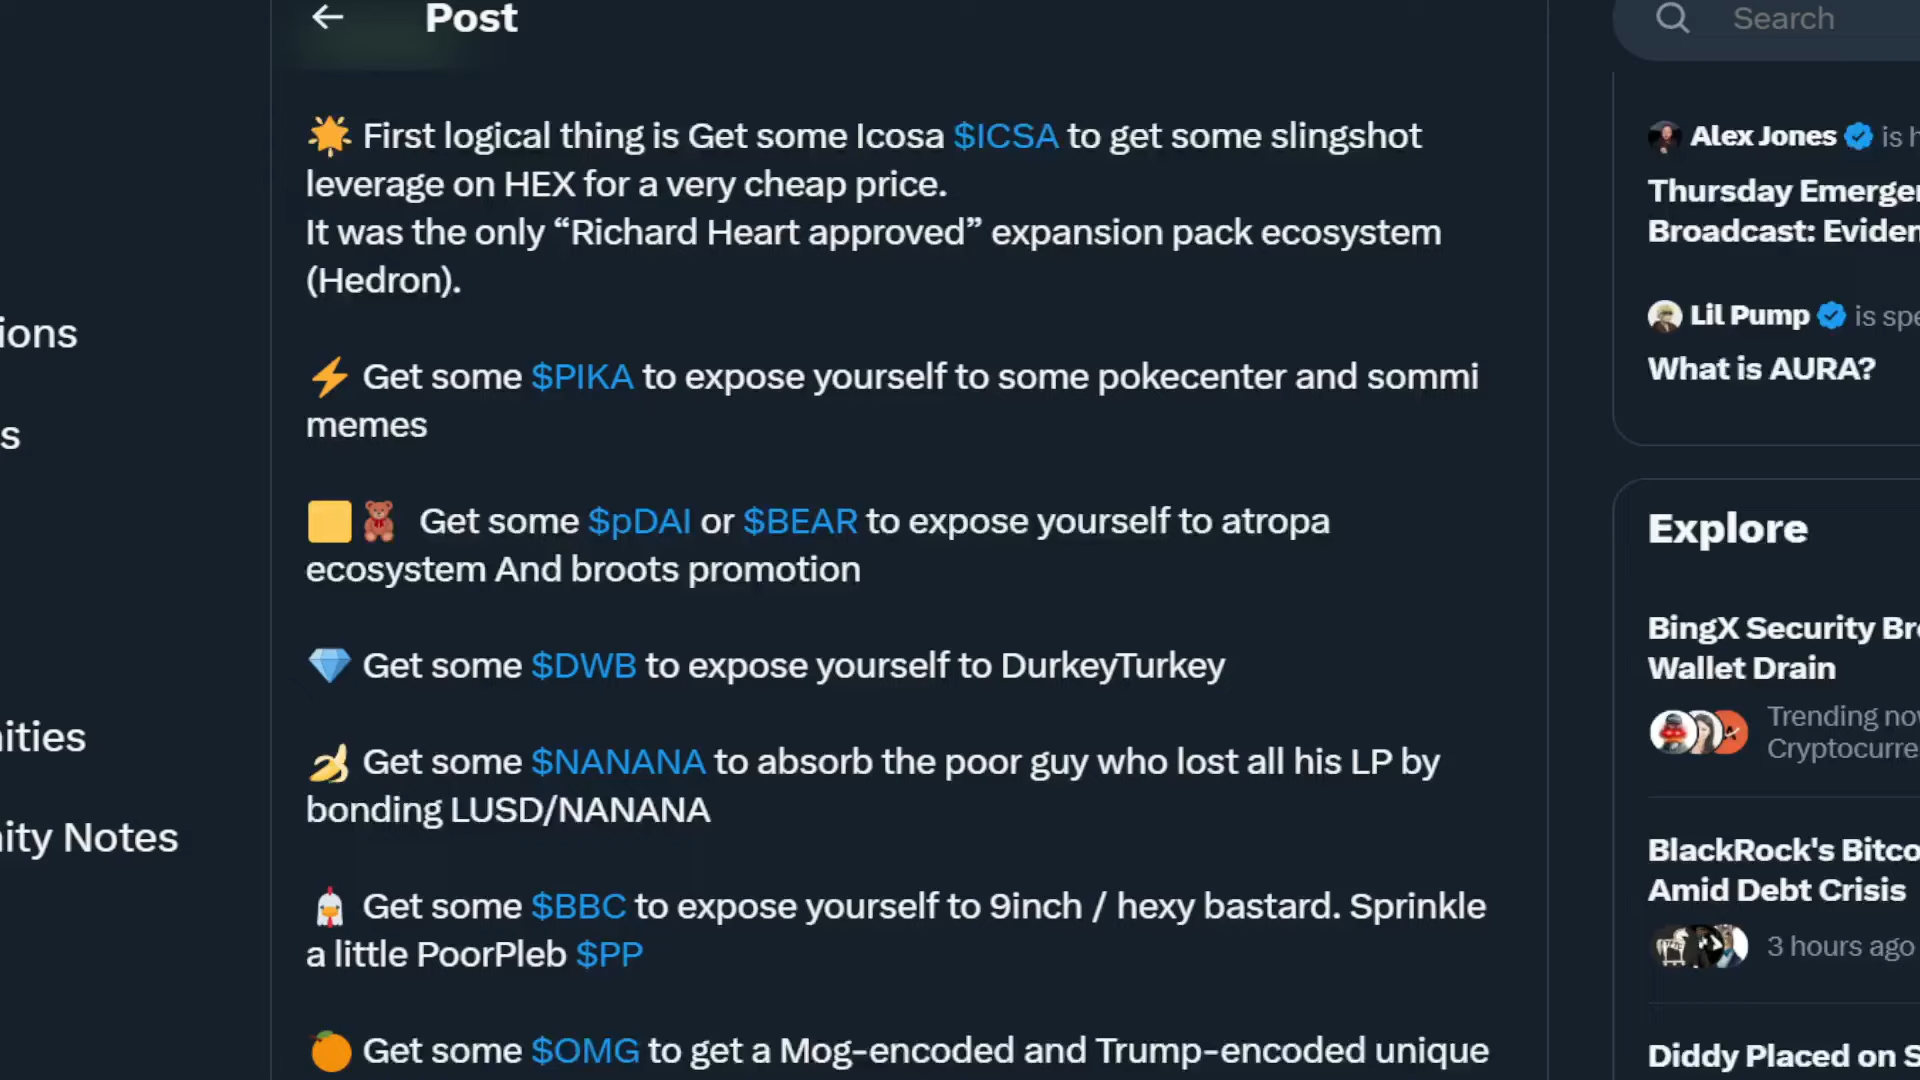 Post
🌟 First logical thing is Get some Icosa $ICSA to get some slingshot
leverage on HEX for a very cheap price.
It was the only “Richard Heart approved” expansion pack ecosystem
(Hedron).
⚡ Get some $PIKA to expose yourself to some pokecenter and sommi
memes
🟨🧸 Get some $pDAI or $BEAR to expose yourself to atropa
ecosystem And broots promotion
💎 Get some $DWB to expose yourself to DurkeyTurkey
🍌 Get some $NANANA to absorb the poor guy who lost all his LP by
bonding LUSD/NANANA
🐔 Get some $BBC to expose yourself to 9inch / hexy bastard. Sprinkle
a little PoorPleb $PP
🍊 Get some $OMG to get a Mog-encoded and Trump-encoded unique
ions
s
ities
ity Notes
Search
Alex Jones is h
Thursday Emerge
Broadcast: Eviden
Lil Pump is spe
What is AURA?
Explore
BingX Security Br
Wallet Drain
Trending no
Cryptocurre
BlackRock's Bitco
Amid Debt Crisis
3 hours ago
Diddy Placed on S